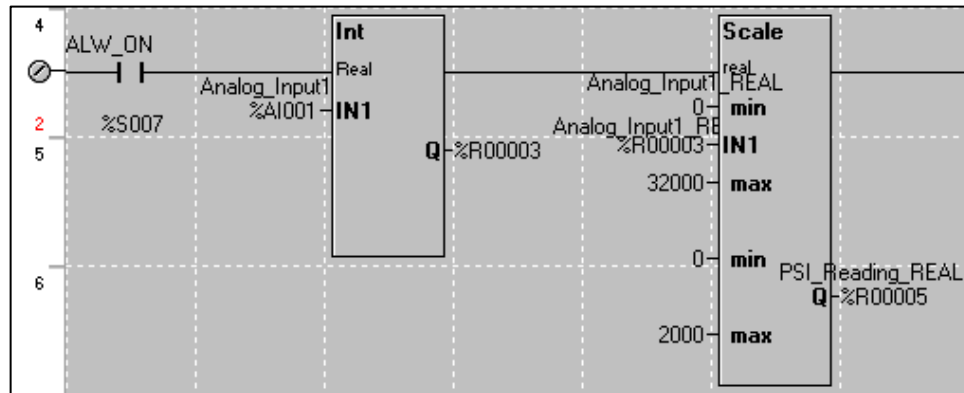 4
ALW_ON
%S007
2
5
6
Int
Real
Analog_Input1
%AI001
IN1
Q
%R00003
Scale
real
Analog_Input1_REAL
0
min
Analog_Input1_RE
%R00003
IN1
32000
max
0
min
PSI_Reading_REAL
Q
%R00005
2000
max